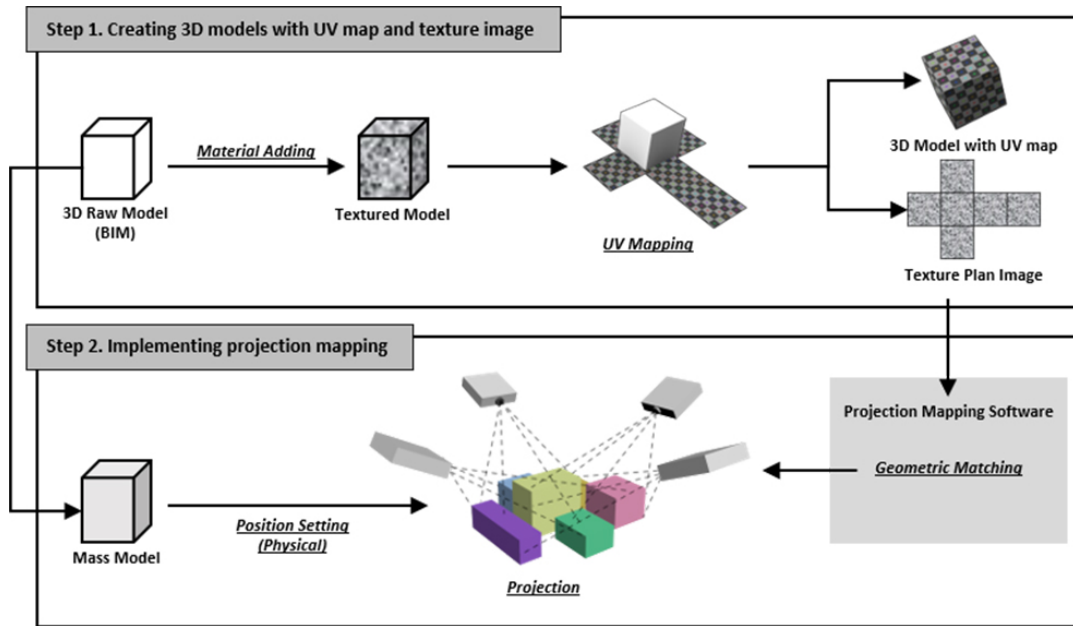 Step 1. Creating 3D models with UV map and texture image
Material Adding
3D Raw Model
(BIM)
Textured Model
UV Mapping
3D Model with UV map
Texture Plan Image
Step 2. Implementing projection mapping
Projection Mapping Software
Geometric Matching
Mass Model
Position Setting
(Physical)
Projection